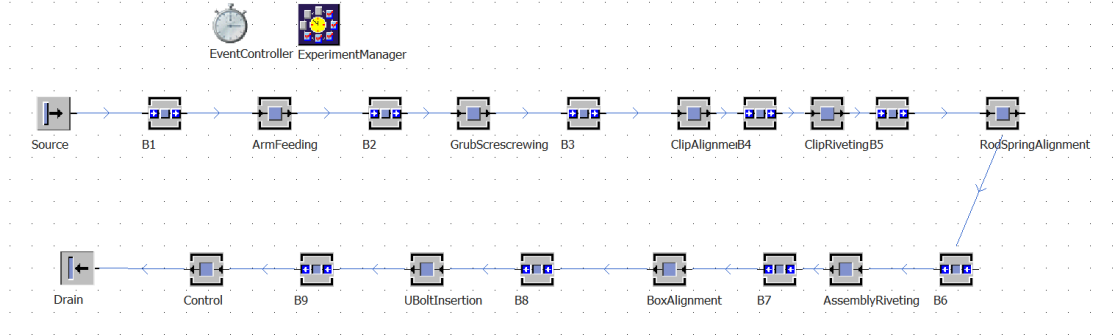 EventController ExperimentManager
Source B1 ArmFeeding B2 GrubScrescrewing B3 ClipAlignmeB4 ClipRivetingB5 RodSpringAlignment
Drain Control B9 UBoltInsertion B8 BoxAlignment B7 AssemblyRiveting B6